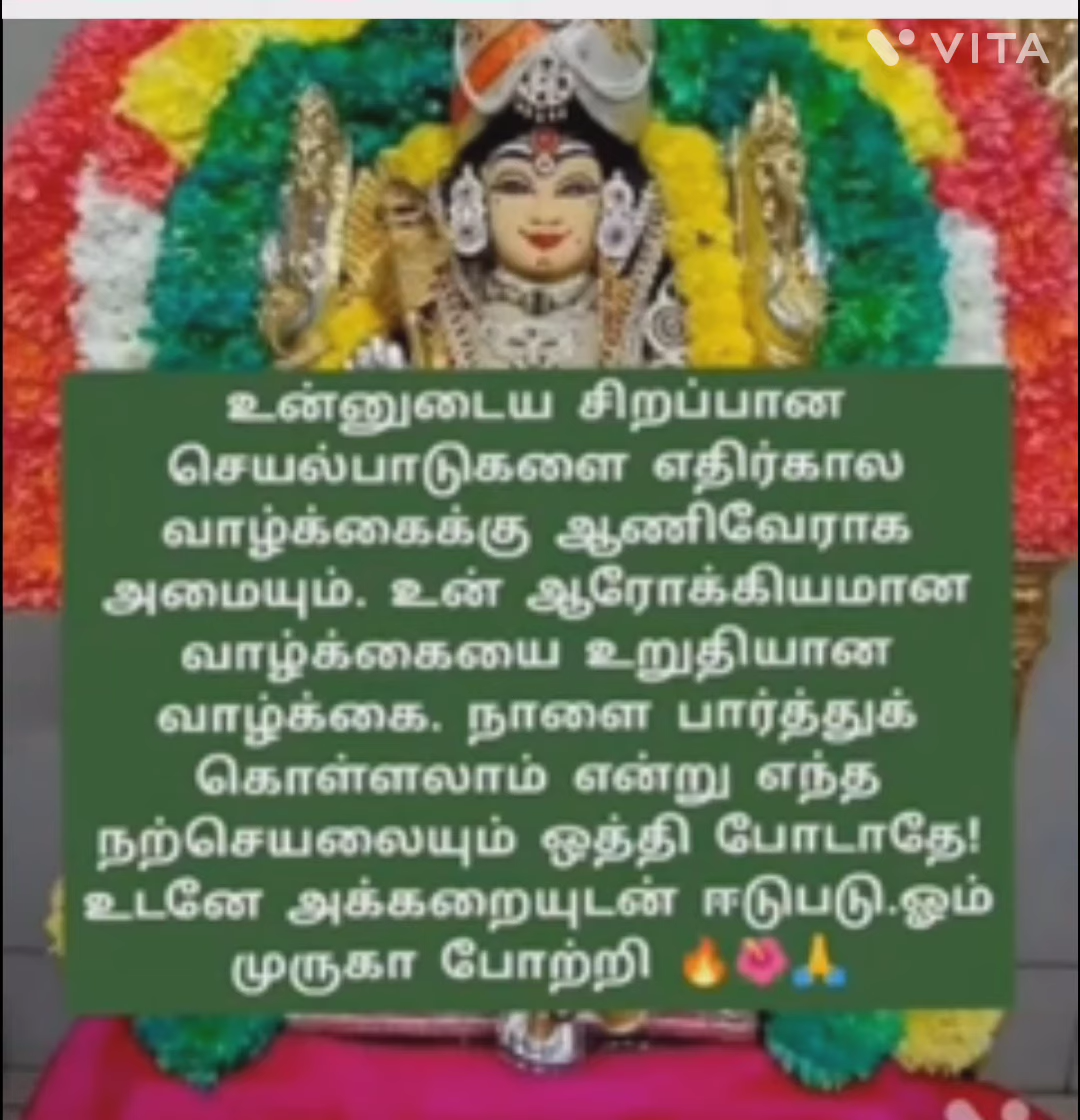 VITA
உன்னுடைய சிறப்பான
செயல்பாடுகளை எதிர்கால
வாழ்க்கைக்கு ஆணிவேராக
அமையும். உன் ஆரோக்கியமான
வாழ்க்கையை உறுதியான
வாழ்க்கை. நாளை பார்த்துக்
கொள்ளலாம் என்று எந்த
நற்செயலையும் ஒத்தி போடாதே!
உடனே அக்கறையுடன் ஈடுபடு.ஓம்
முருகா போற்றி 🔥🌺🙏